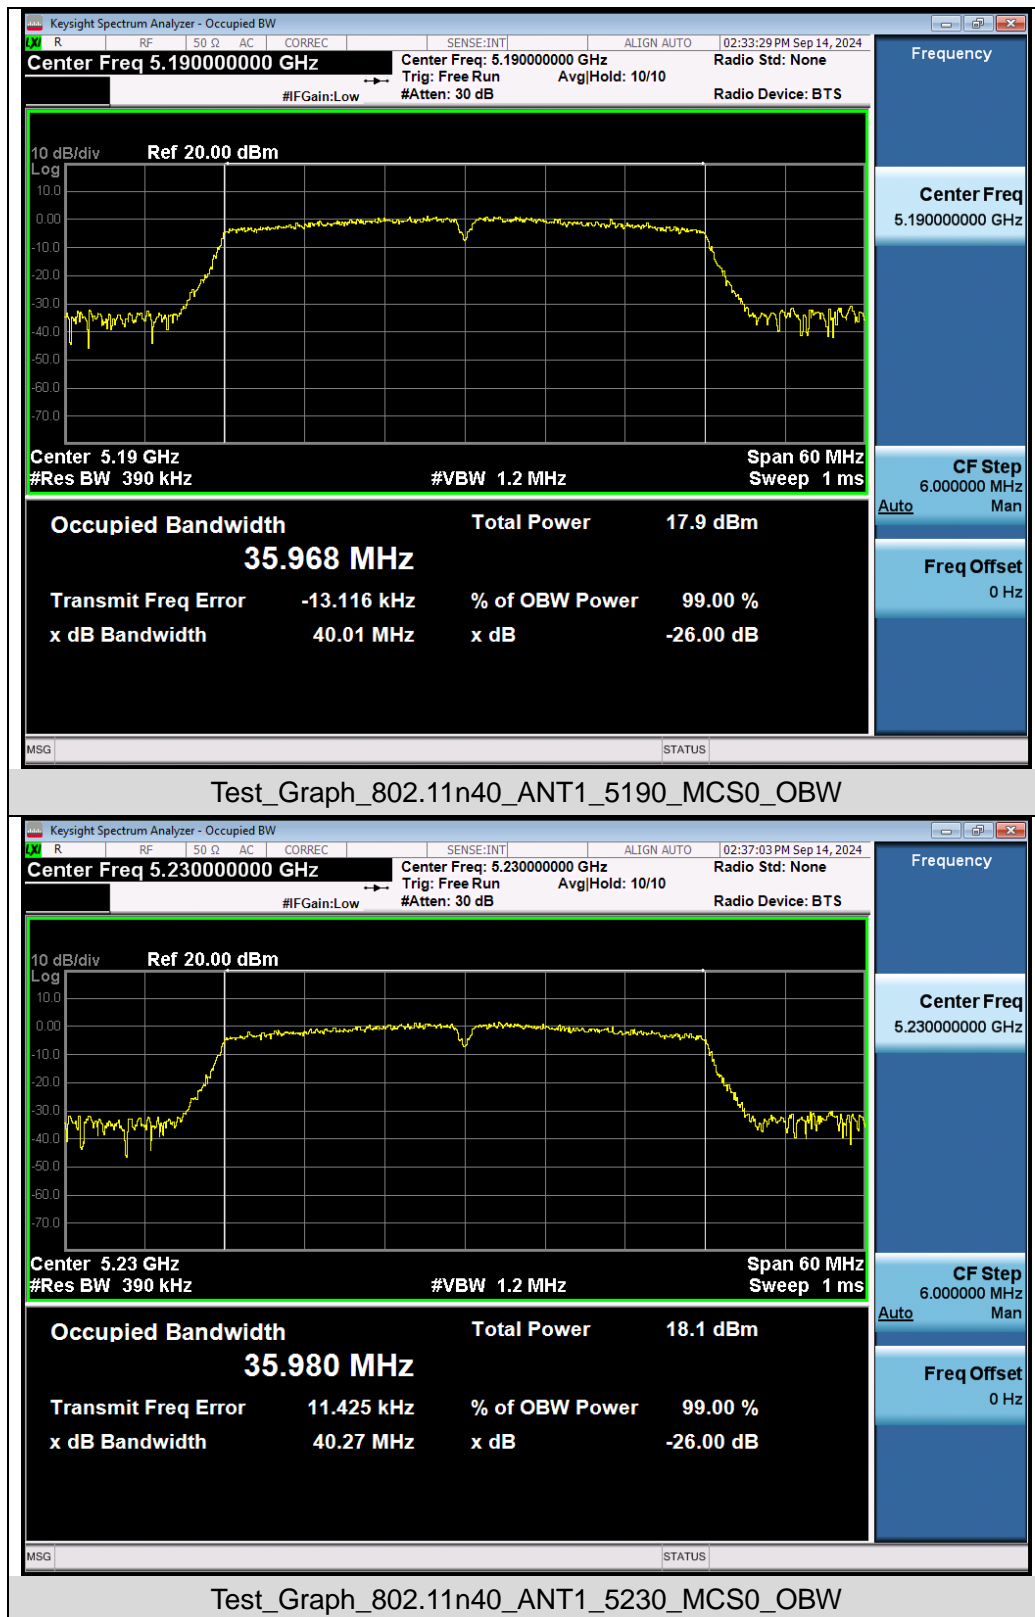 Keysight Spectrum Analyzer - Occupied BW
LXI R RF 50 Ω AC CORREC SENSE:INT ALIGN AUTO 02:33:29 PM Sep 14, 2024
Center Freq 5.190000000 GHz
Center Freq: 5.190000000 GHz
Radio Std: None
Trig: Free Run Avg|Hold: 10/10
#IFGain:Low #Atten: 30 dB Radio Device: BTS
Frequency
10 dB/div Ref 20.00 dBm
Log
10.0
0.00
-10.0
-20.0
-30.0
-40.0
-50.0
-60.0
-70.0
Center Freq
5.190000000 GHz
Center 5.19 GHz Span 60 MHz
#Res BW 390 kHz #VBW 1.2 MHz Sweep 1 ms
CF Step
6.000000 MHz
Auto Man
Freq Offset
0 Hz
Occupied Bandwidth Total Power 17.9 dBm
35.968 MHz
Transmit Freq Error -13.116 kHz % of OBW Power 99.00 %
x dB Bandwidth 40.01 MHz x dB -26.00 dB
MSG STATUS
Test_Graph_802.11n40_ANT1_5190_MCS0_OBW
Keysight Spectrum Analyzer - Occupied BW
LXI R RF 50 Ω AC CORREC SENSE:INT ALIGN AUTO 02:37:03 PM Sep 14, 2024
Center Freq 5.230000000 GHz
Center Freq: 5.230000000 GHz
Radio Std: None
Trig: Free Run Avg|Hold: 10/10
#IFGain:Low #Atten: 30 dB Radio Device: BTS
Frequency
10 dB/div Ref 20.00 dBm
Log
10.0
0.00
-10.0
-20.0
-30.0
-40.0
-50.0
-60.0
-70.0
Center Freq
5.230000000 GHz
Center 5.23 GHz Span 60 MHz
#Res BW 390 kHz #VBW 1.2 MHz Sweep 1 ms
CF Step
6.000000 MHz
Auto Man
Freq Offset
0 Hz
Occupied Bandwidth Total Power 18.1 dBm
35.980 MHz
Transmit Freq Error 11.425 kHz % of OBW Power 99.00 %
x dB Bandwidth 40.27 MHz x dB -26.00 dB
MSG STATUS
Test_Graph_802.11n40_ANT1_5230_MCS0_OBW